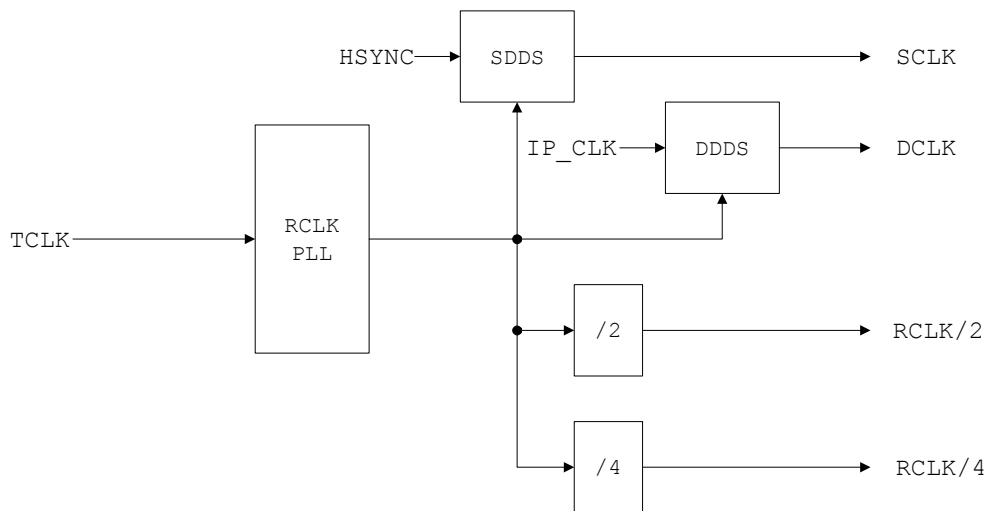 HSYNC
SDDS
SCLK
IP_CLK
DDDS
DCLK
TCLK
RCLK
PLL
/2
RCLK/2
/4
RCLK/4